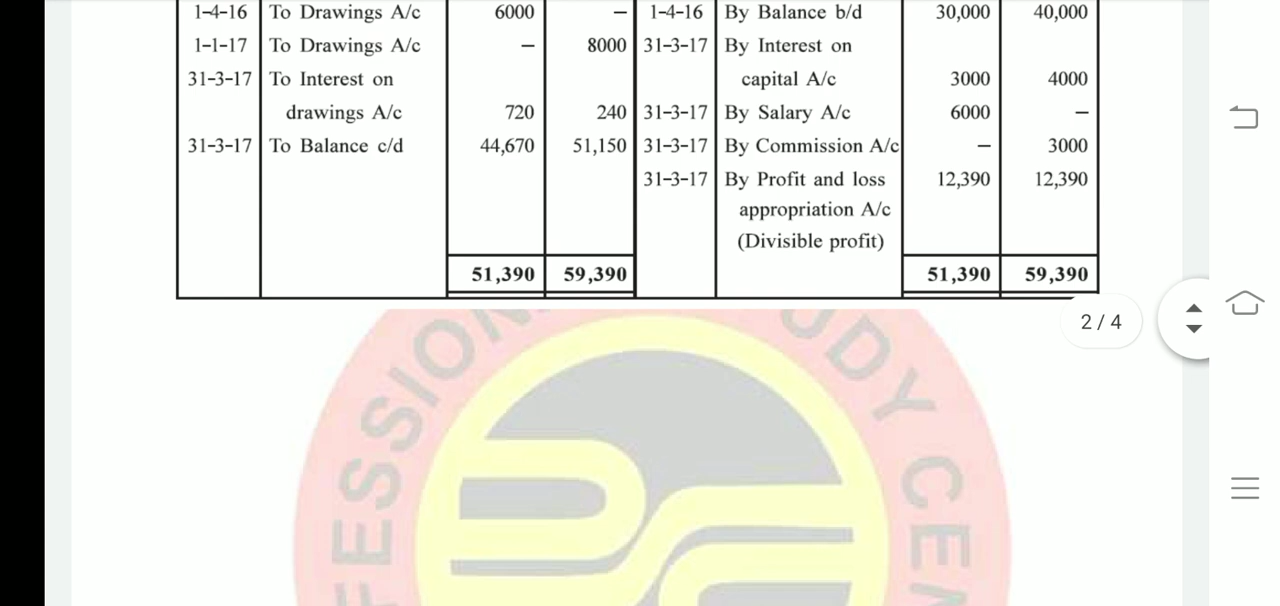 1-4-16 To Drawings A/c 6000 – 1-4-16 By Balance b/d 30,000 40,000
1-1-17 To Drawings A/c – 8000 31-3-17 By Interest on
31-3-17 To Interest on capital A/c 3000 4000
drawings A/c 720 240 31-3-17 By Salary A/c 6000 –
31-3-17 To Balance c/d 44,670 51,150 31-3-17 By Commission A/c – 3000
31-3-17 By Profit and loss 12,390 12,390
appropriation A/c
(Divisible profit)
51,390 59,390 51,390 59,390
2 / 4
FESSION
UDY CEN